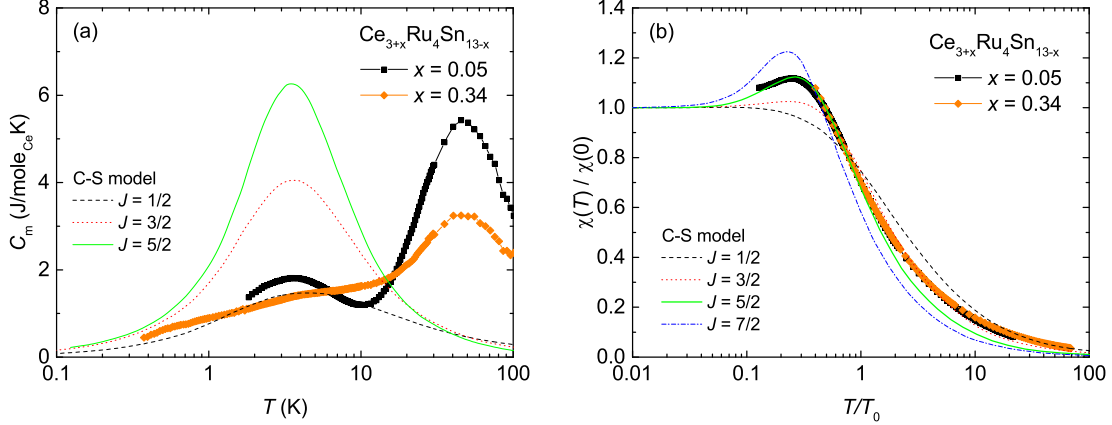 (a)
Ce3+xRu4Sn13-x
x = 0.05
x = 0.34
C-S model
J = 1/2
J = 3/2
J = 5/2
Cm (J/moleCeK)
8
6
4
2
0
0.1 1 10 100
T (K)
(b)
Ce3+xRu4Sn13-x
x = 0.05
x = 0.34
C-S model
J = 1/2
J = 3/2
J = 5/2
J = 7/2
χ(T) / χ(0)
1.4
1.2
1.0
0.8
0.6
0.4
0.2
0.0
0.01 0.1 1 10 100
T/T0